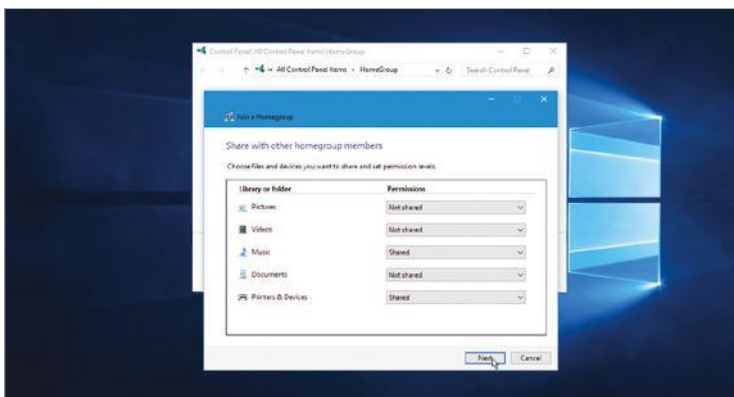 Control Panel\All Control Panel Items\HomeGroup
All Control Panel Items > HomeGroup
Search Control Panel
Join a Homegroup
Share with other homegroup members
Choose files and devices you want to share and set permission levels.
Library or folder Permissions
Pictures Not shared
Videos Not shared
Music Shared
Documents Not shared
Printers & Devices Shared
Next Cancel